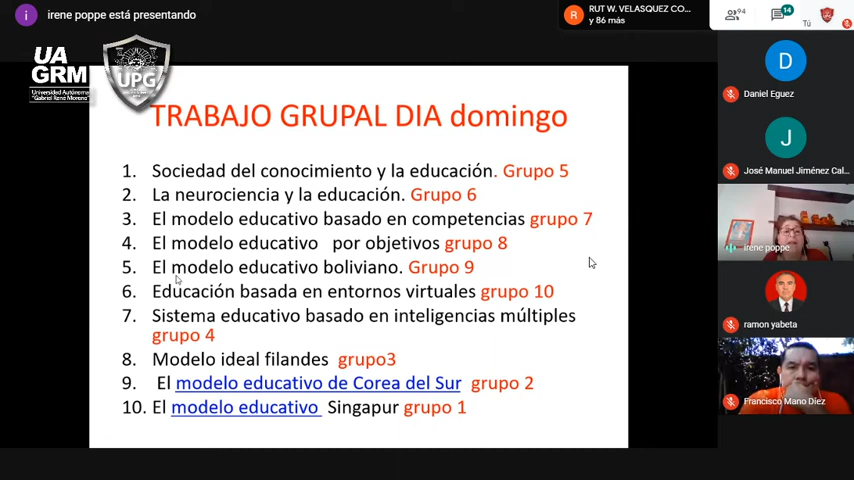 i irene poppe está presentando
R RUT W. VELASQUEZ CO...
y 86 más
94
14
Tú
UA
GRM
Universidad Autónoma
"Gabriel René Moreno"
UPG
TRABAJO GRUPAL DIA domingo
1. Sociedad del conocimiento y la educación. Grupo 5
2. La neurociencia y la educación. Grupo 6
3. El modelo educativo basado en competencias grupo 7
4. El modelo educativo por objetivos grupo 8
5. El modelo educativo boliviano. Grupo 9
6. Educación basada en entornos virtuales grupo 10
7. Sistema educativo basado en inteligencias múltiples
grupo 4
8. Modelo ideal filandes grupo3
9. El modelo educativo de Corea del Sur grupo 2
10. El modelo educativo Singapur grupo 1
D
Daniel Eguez
J
José Manuel Jiménez Cal...
irene poppe
ramon yabeta
Francisco Mano Diez